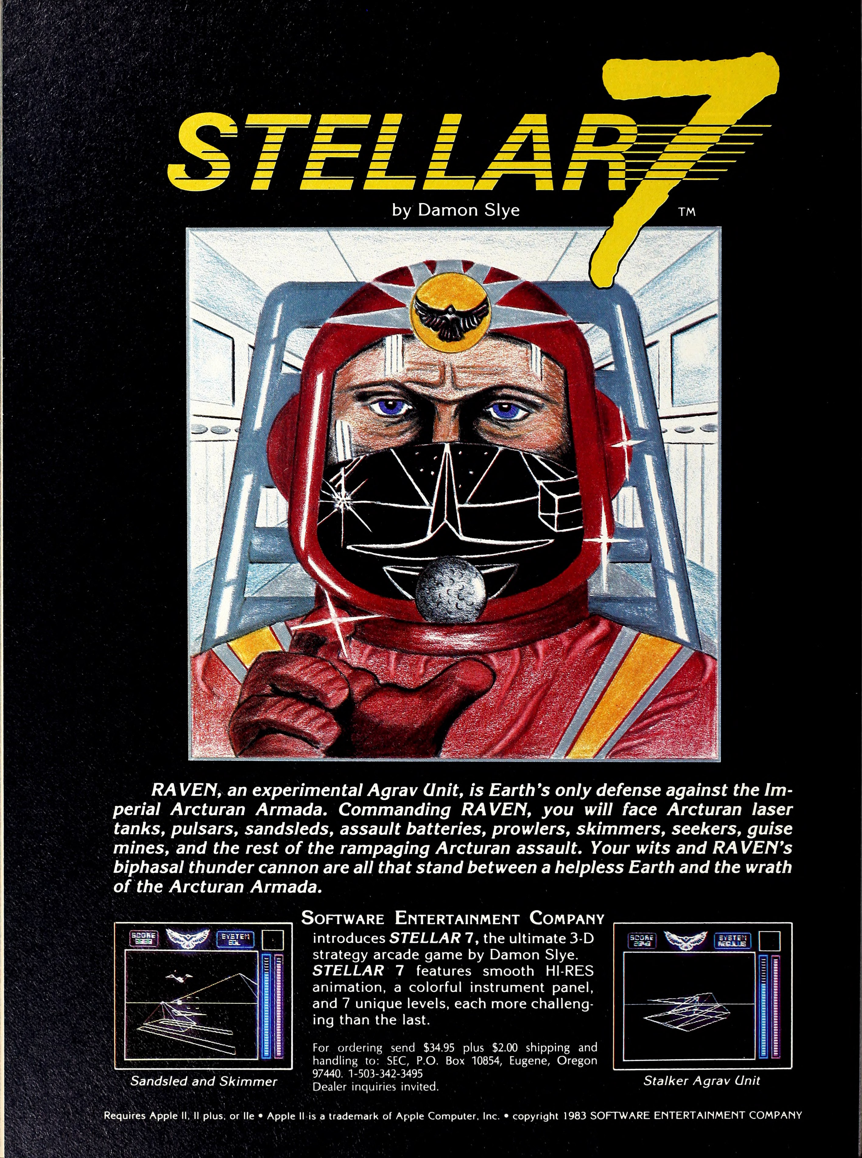 STELLAR 7
by Damon Slye
TM
RAVEN, an experimental Agrav Unit, is Earth's only defense against the Im-
perial Arcturan Armada. Commanding RAVEN, you will face Arcturan laser
tanks, pulsars, sandsleds, assault batteries, prowlers, skimmers, seekers, guise
mines, and the rest of the rampaging Arcturan assault. Your wits and RAVEN's
biphasal thunder cannon are all that stand between a helpless Earth and the wrath
of the Arcturan Armada.
SOFTWARE ENTERTAINMENT COMPANY
introduces STELLAR 7, the ultimate 3-D
strategy arcade game by Damon Slye.
STELLAR 7 features smooth HI-RES
animation, a colorful instrument panel,
and 7 unique levels, each more challeng-
ing than the last.
For ordering send $34.95 plus $2.00 shipping and
handling to: SEC, P.O. Box 10854, Eugene, Oregon
97440. 1-503-342-3495
Dealer inquiries invited.
SCORE
SYSTEM
SOL
Sandsled and Skimmer
SCORE
SYSTEM
REGULUS
Stalker Agrav Unit
Requires Apple II, II plus, or IIe • Apple II is a trademark of Apple Computer, Inc. • copyright 1983 SOFTWARE ENTERTAINMENT COMPANY